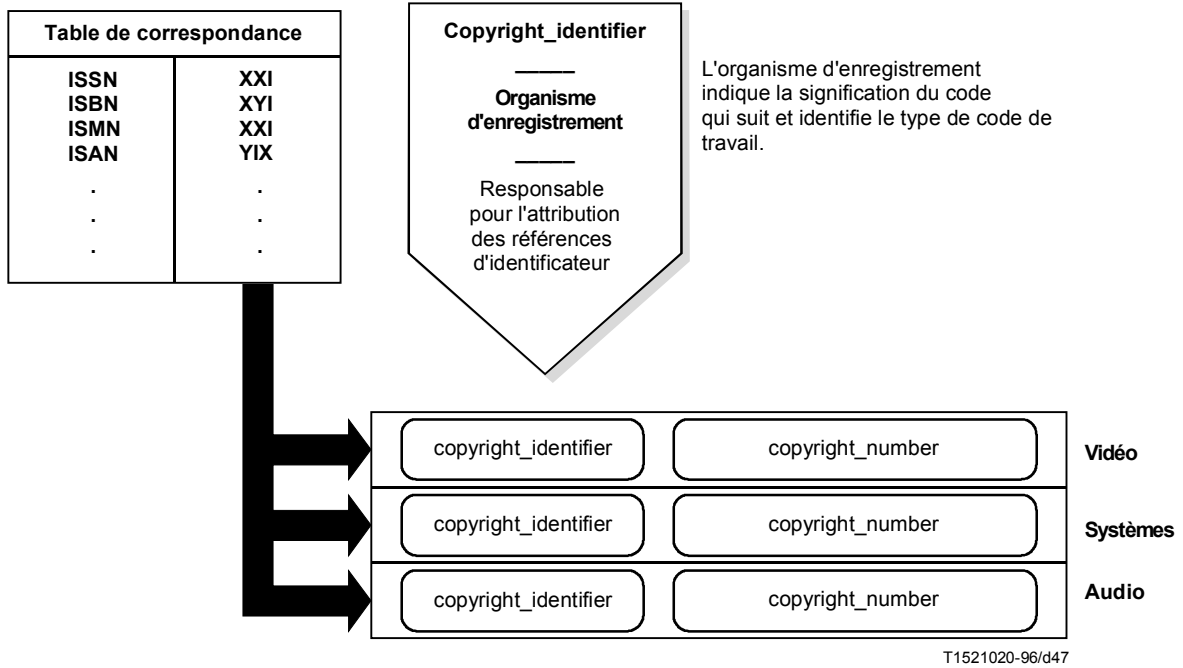 Table de correspondance
ISSN XXI
ISBN XYI
ISMN XXI
ISAN YIX
. .
. .
. .
Copyright_identifier
_____
Organisme
d'enregistrement
_____
Responsable
pour l'attribution
des références
d'identificateur
L'organisme d'enregistrement
indique la signification du code
qui suit et identifie le type de code de
travail.
copyright_identifier copyright_number Vidéo
copyright_identifier copyright_number Systèmes
copyright_identifier copyright_number Audio
T1521020-96/d47